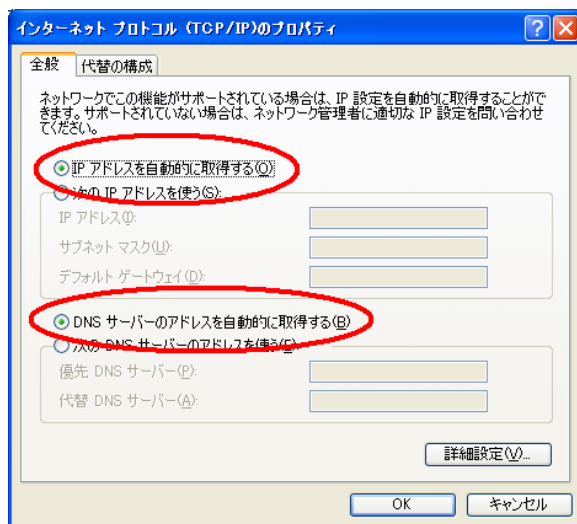 インターネット プロトコル (TCP/IP)のプロパティ
全般
代替の構成
ネットワークでこの機能がサポートされている場合は、IP 設定を自動的に取得することがで
きます。サポートされていない場合は、ネットワーク管理者に適切な IP 設定を問い合わせ
てください。
IP アドレスを自動的に取得する(O)
次の IP アドレスを使う(S):
IP アドレス(I):
サブネット マスク(U):
デフォルト ゲートウェイ(D):
DNS サーバーのアドレスを自動的に取得する(B)
次の DNS サーバーのアドレスを使う(E):
優先 DNS サーバー(P):
代替 DNS サーバー(A):
詳細設定(V)...
OK
キャンセル